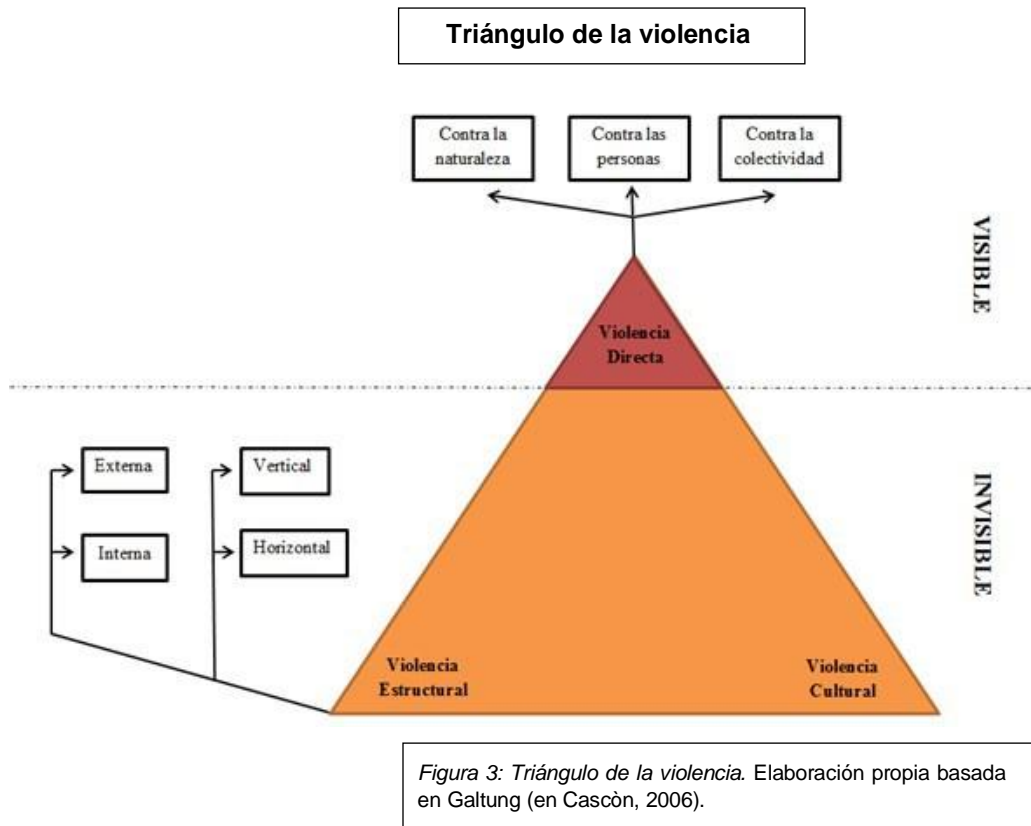 Triángulo de la violencia
Contra la
naturaleza
Contra las
personas
Contra la
colectividad
VISIBLE
Violencia
Directa
Externa
Vertical
Interna
Horizontal
INVISIBLE
Violencia
Estructural
Violencia
Cultural
Figura 3: Triángulo de la violencia. Elaboración propia basada
en Galtung (en Cascòn, 2006).